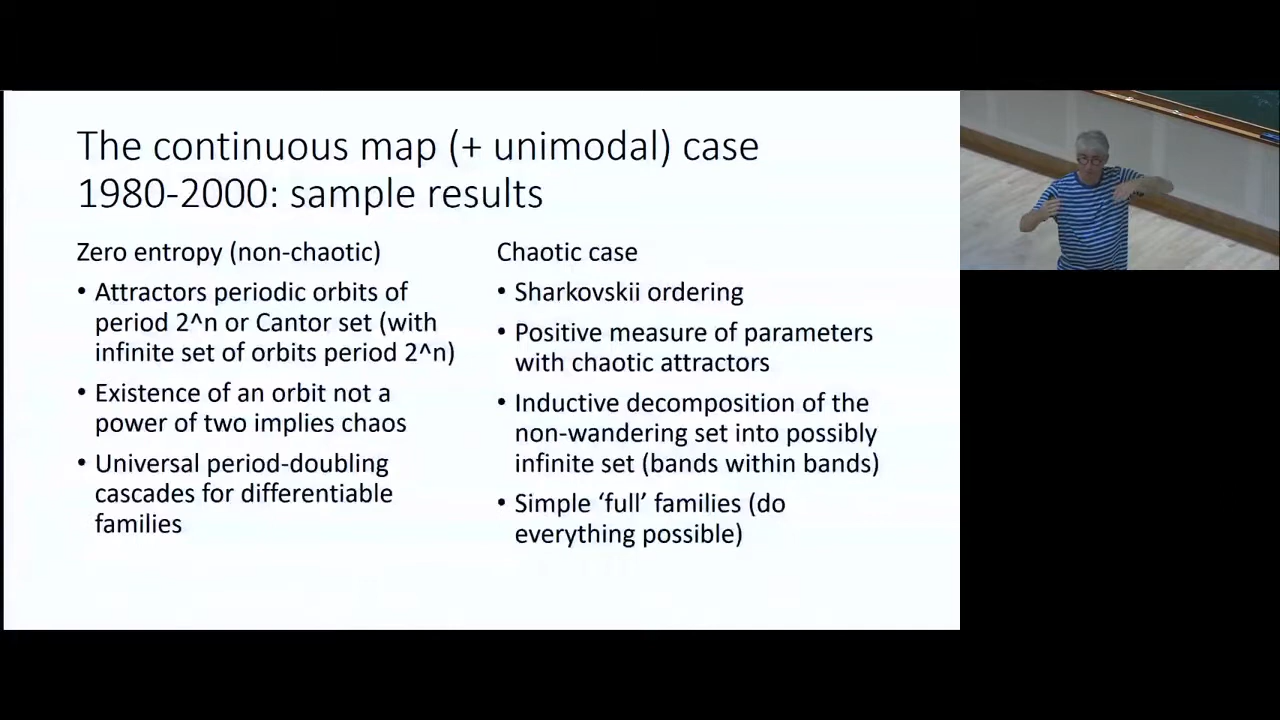 The continuous map (+ unimodal) case
1980-2000: sample results
Zero entropy (non-chaotic)
• Attractors periodic orbits of
period 2^n or Cantor set (with
infinite set of orbits period 2^n)
• Existence of an orbit not a
power of two implies chaos
• Universal period-doubling
cascades for differentiable
families
Chaotic case
• Sharkovskii ordering
• Positive measure of parameters
with chaotic attractors
• Inductive decomposition of the
non-wandering set into possibly
infinite set (bands within bands)
• Simple ‘full’ families (do
everything possible)